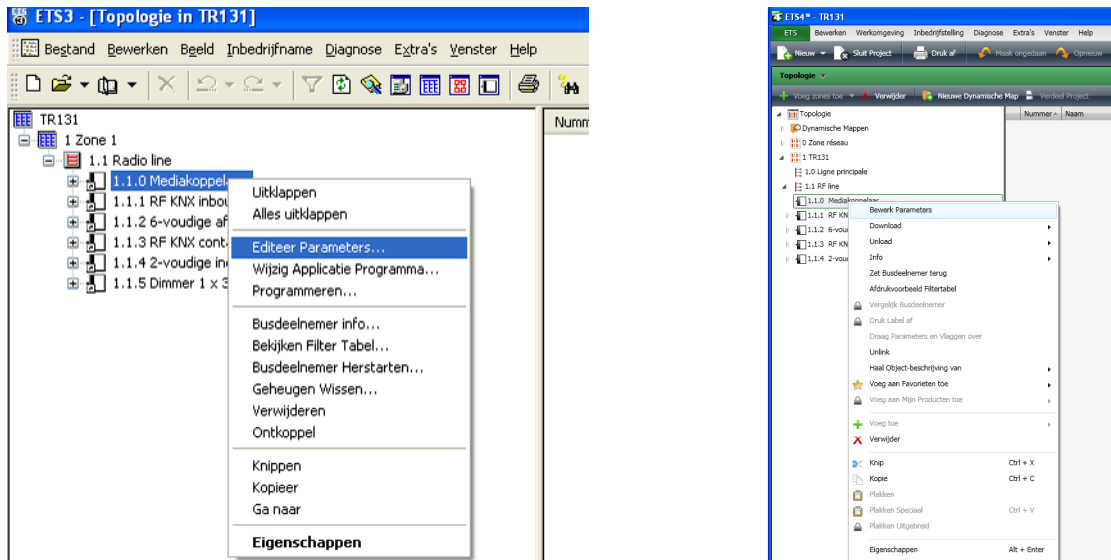 ETS3 - [Topologie in TR131]
Bestand Bewerken Beeld Inbedrijfname Diagnose Extra's Venster Help
TR131
Numm
1 Zone 1
1.1 Radio line
1.1.0 Mediakoppel
1.1.1 RF KNX inbou
1.1.2 6-voudige af
1.1.3 RF KNX cont
1.1.4 2-voudige in
1.1.5 Dimmer 1 x 3
Uitklappen
Alles uitklappen
Editeer Parameters...
Wijzig Applicatie Programma...
Programmeren...
Busdeelnemer info...
Bekijken Filter Tabel...
Busdeelnemer Herstarten...
Geheugen Wissen...
Verwijderen
Ontkoppel
Knippen
Kopieer
Ga naar
Eigenschappen
ETS4™ - TR131
ETS Bewerken Werkomgeving Inbedrijfstelling Diagnose Extra's Venster Help
Nieuw Sluit Project Druk af Maak ongedaan Opnieuw
Topologie
Voeg zones toe Verwijder Nieuwe Dynamische Map Verdeel Project
Topologie
Nummer Naam
Dynamische Mappen
0 Zone réseau
1 TR131
1.0 Ligne principale
1.1 RF line
1.1.0 Mediakoppelaar
1.1.1 RF KN
1.1.2 6-vou
1.1.3 RF KN
1.1.4 2-vou
Bewerk Parameters
Download
Unload
Info
Zet Busdeelnemer terug
Afdrukvoorbeeld Filtertabel
Vergelijk Busdeelnemer
Druk Label af
Draag Parameters en Vlaggen over
Unlink
Haal Object-beschrijving van
Voeg aan Favorieten toe
Voeg aan Mijn Producten toe
Voeg toe
Verwijder
Knip Ctrl + X
Kopie Ctrl + C
Plakken
Plakken Speciaal Ctrl + V
Plakken Uitgebreid
Eigenschappen Alt + Enter